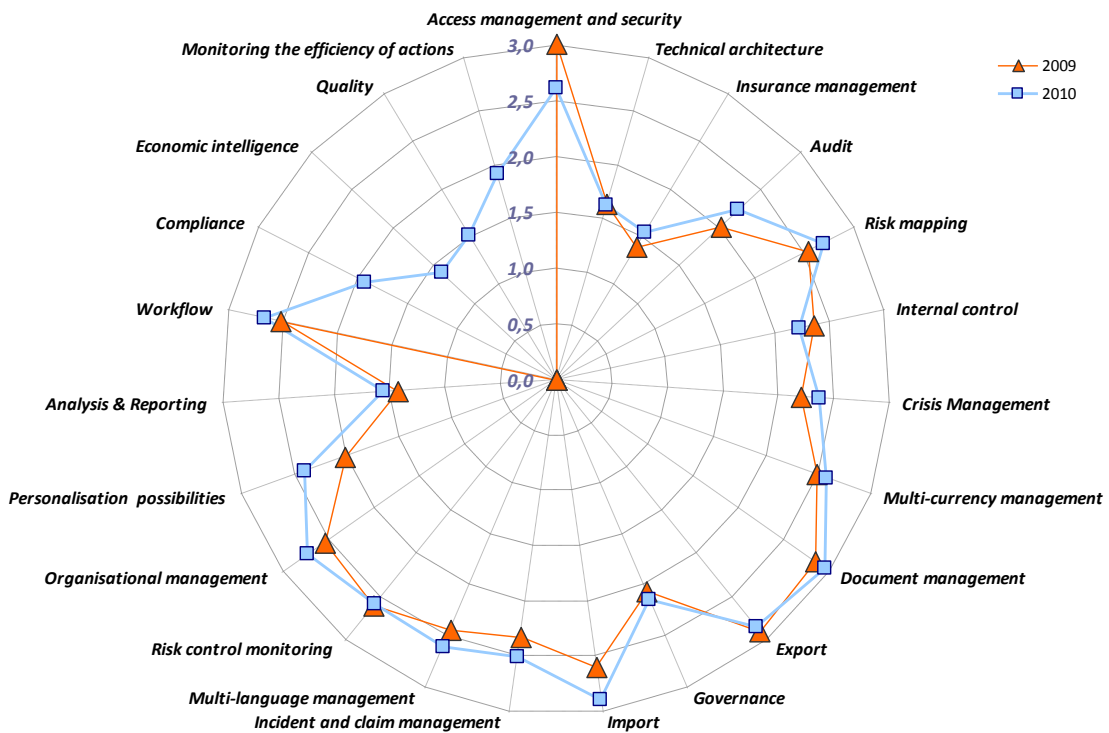 Access management and security
Monitoring the efficiency of actions
3,0
Technical architecture
2009
Quality
Insurance management
2010
2,5
Economic intelligence
2,0
Audit
Compliance
1,5
Risk mapping
1,0
Workflow
0,5
Internal control
0,0
Analysis & Reporting
Crisis Management
Personalisation  possibilities
Multi-currency management
Organisational management
Document management
Risk control monitoring
Export
Multi-language management
Governance
Incident and claim management
Import